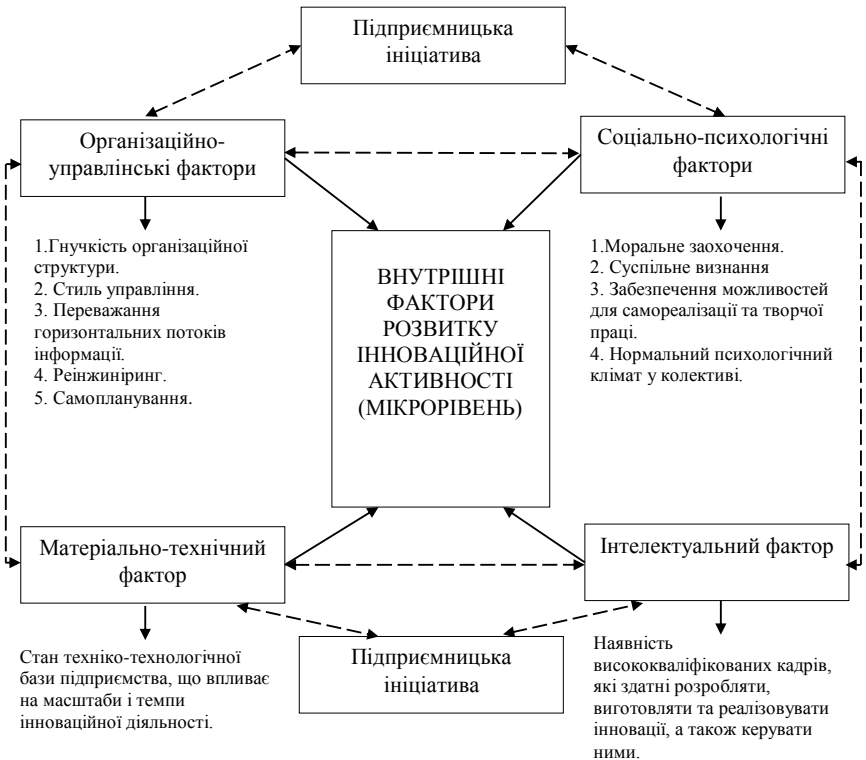 Підприємницька
ініціатива
Організаційно-
управлінські фактори
Соціально-психологічні
фактори
1.Гнучкість організаційної
структури.
2. Стиль управління.
3. Переважання
горизонтальних потоків
інформації.
4. Реінжиніринг.
5. Самопланування.
ВНУТРІШНІ
ФАКТОРИ
РОЗВИТКУ
ІННОВАЦІЙНОЇ
АКТИВНОСТІ
(МІКРОРІВЕНЬ)
1.Моральне заохочення.
2. Суспільне визнання
3. Забезпечення можливостей
для самореалізації та творчої
праці.
4. Нормальний психологічний
клімат у колективі.
Матеріально-технічний
фактор
Інтелектуальний фактор
Стан техніко-технологічної
бази підприємства, що впливає
на масштаби і темпи
інноваційної діяльності.
Підприємницька
ініціатива
Наявність
висококваліфікованих кадрів,
які здатні розробляти,
виготовляти та реалізовувати
інновації, а також керувати
ними.